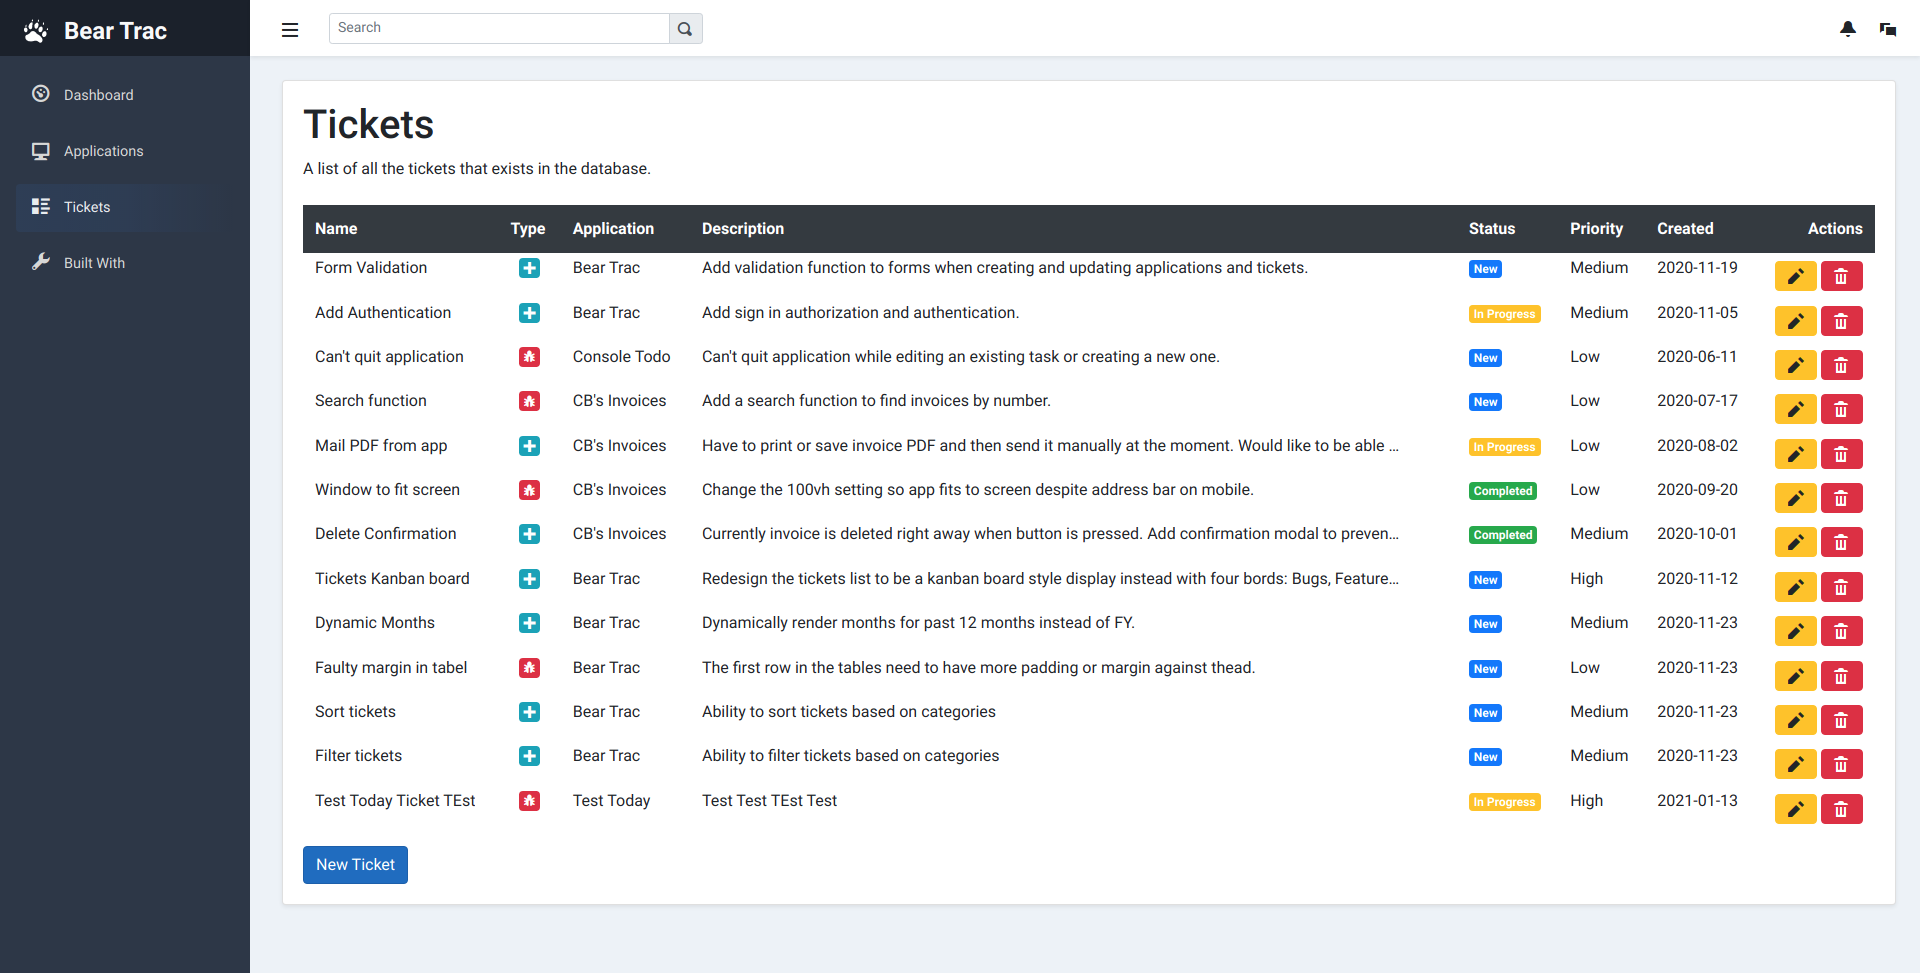 Bear Trac
Search
Dashboard
Applications
Tickets
Built With
Tickets
A list of all the tickets that exists in the database.
Name Type Application Description Status Priority Created Actions
Form Validation Bear Trac Add validation function to forms when creating and updating applications and tickets. New Medium 2020-11-19
Add Authentication Bear Trac Add sign in authorization and authentication. In Progress Medium 2020-11-05
Can't quit application Console Todo Can't quit application while editing an existing task or creating a new one. New Low 2020-06-11
Search function CB's Invoices Add a search function to find invoices by number. New Low 2020-07-17
Mail PDF from app CB's Invoices Have to print or save invoice PDF and then send it manually at the moment. Would like to be able ... In Progress Low 2020-08-02
Window to fit screen CB's Invoices Change the 100vh setting so app fits to screen despite address bar on mobile. Completed Low 2020-09-20
Delete Confirmation CB's Invoices Currently invoice is deleted right away when button is pressed. Add confirmation modal to preven... Completed Medium 2020-10-01
Tickets Kanban board Bear Trac Redesign the tickets list to be a kanban board style display instead with four bords: Bugs, Feature... New High 2020-11-12
Dynamic Months Bear Trac Dynamically render months for past 12 months instead of FY. New Medium 2020-11-23
Faulty margin in tabel Bear Trac The first row in the tables need to have more padding or margin against thead. New Low 2020-11-23
Sort tickets Bear Trac Ability to sort tickets based on categories New Medium 2020-11-23
Filter tickets Bear Trac Ability to filter tickets based on categories New Medium 2020-11-23
Test Today Ticket TEst Test Today Test Test TEst Test In Progress High 2021-01-13
New Ticket